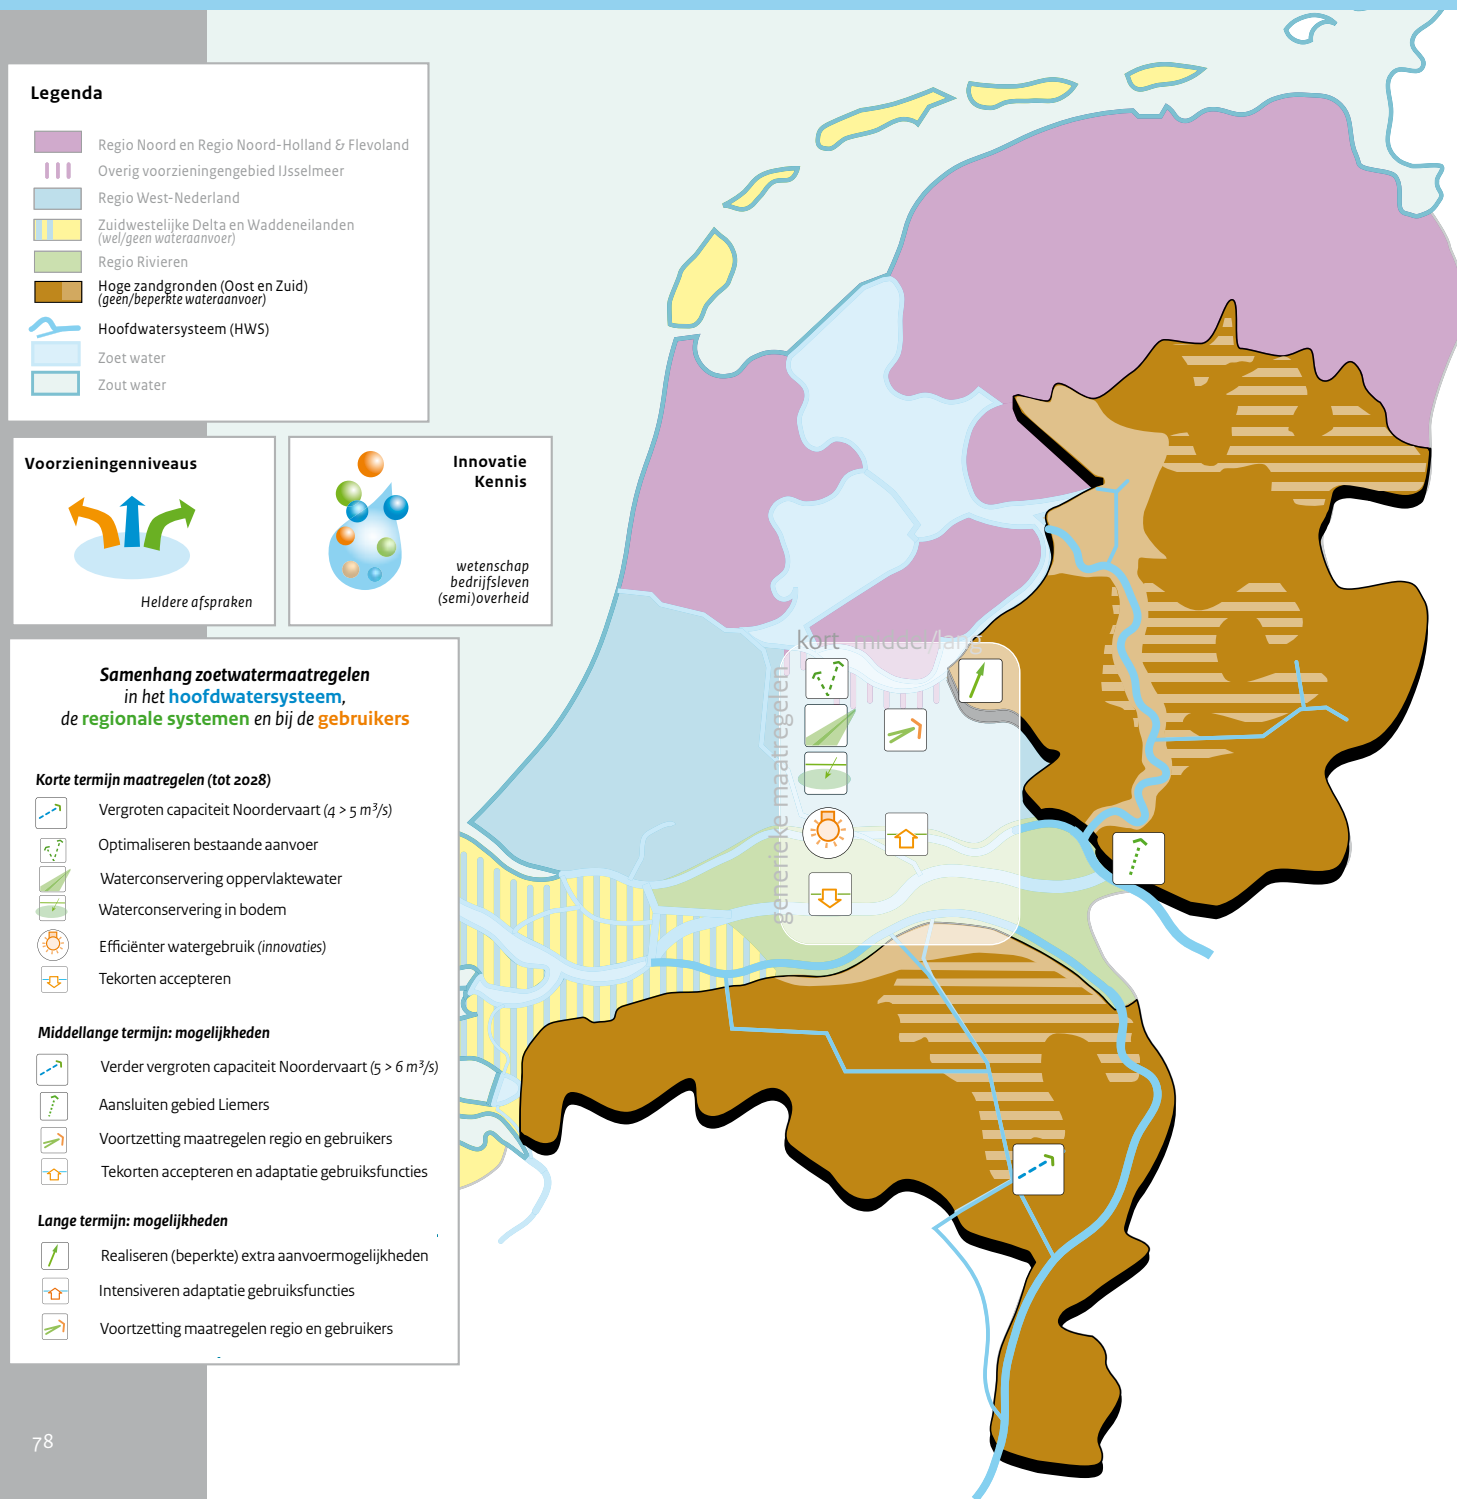 Legenda
Regio Noord en Regio Noord-Holland & Flevoland
Overig voorzieningengebied IJsselmeer
Regio West-Nederland
Zuidwestelijke Delta en Waddeneilanden
(wel/geen wateraanvoer)
Regio Rivieren
Hoge zandgronden (Oost en Zuid)
(geen/beperkte wateraanvoer)
Hoofdwatersysteem (HWS)
Zoet water
Zout water
Voorzieningenniveaus
Heldere afspraken
Innovatie
Kennis
wetenschap
bedrijfsleven
(semi)overheid
Samenhang zoetwatermaatregelen
in het hoofdwatersysteem,
de regionale systemen en bij de gebruikers
Korte termijn maatregelen (tot 2028)
Vergroten capaciteit Noordervaart (4 > 5 m³/s)
Optimaliseren bestaande aanvoer
Waterconservering oppervlaktewater
Waterconservering in bodem
Efficiënter watergebruik (innovaties)
Tekorten accepteren
Middellange termijn: mogelijkheden
Verder vergroten capaciteit Noordervaart (5 > 6 m³/s)
Aansluiten gebied Liemers
Voortzetting maatregelen regio en gebruikers
Tekorten accepteren en adaptatie gebruiksfuncties
Lange termijn: mogelijkheden
Realiseren (beperkte) extra aanvoermogelijkheden
Intensiveren adaptatie gebruiksfuncties
Voortzetting maatregelen regio en gebruikers
kort middel/lang
generieke maatregelen
78